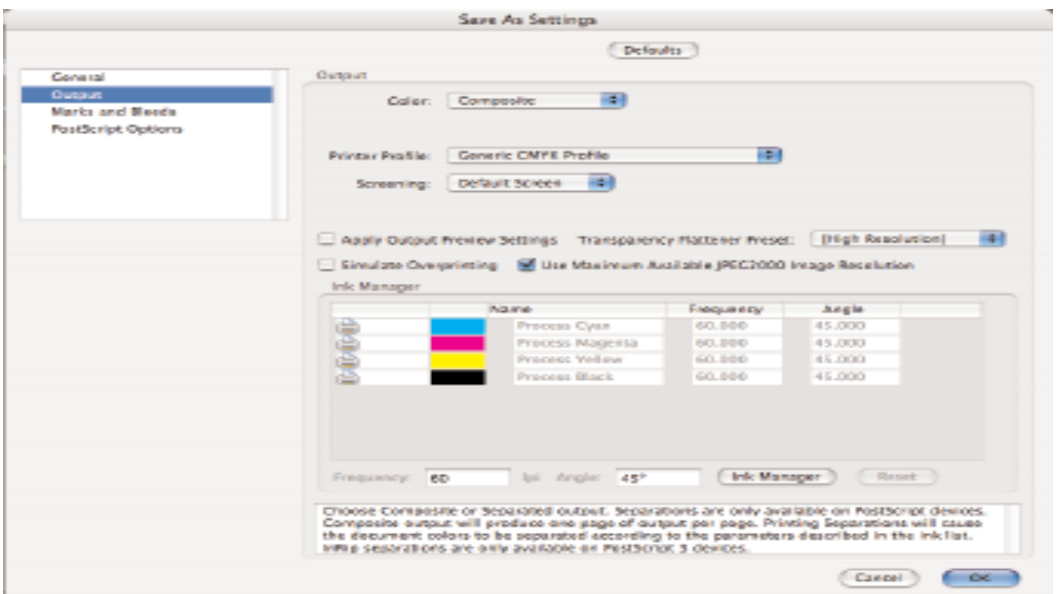 Save As Settings
Defaults
General
Output
Marks and Bleeds
PostScript Options
Output
Color: Composite
Printer Profile: Generic CMYK Profile
Screening: Default Screen
Apply Output Preview Settings Transparency Flattener Preset: [High Resolution]
Simulate Overprinting Use Maximum Available JPEG2000 Image Resolution
Ink Manager
Name Frequency Angle
Process Cyan 60.000 45.000
Process Magenta 60.000 45.000
Process Yellow 60.000 45.000
Process Black 60.000 45.000
Frequency: 60 lpi Angle: 45° Ink Manager Reset
Choose Composite or Separated output. Separations are only available on PostScript devices.
Composite output will produce one page of output per page. Printing Separations will cause
the document colors to be separated according to the parameters described in the ink list.
InRip separations are only available on PostScript 3 devices.
Cancel OK